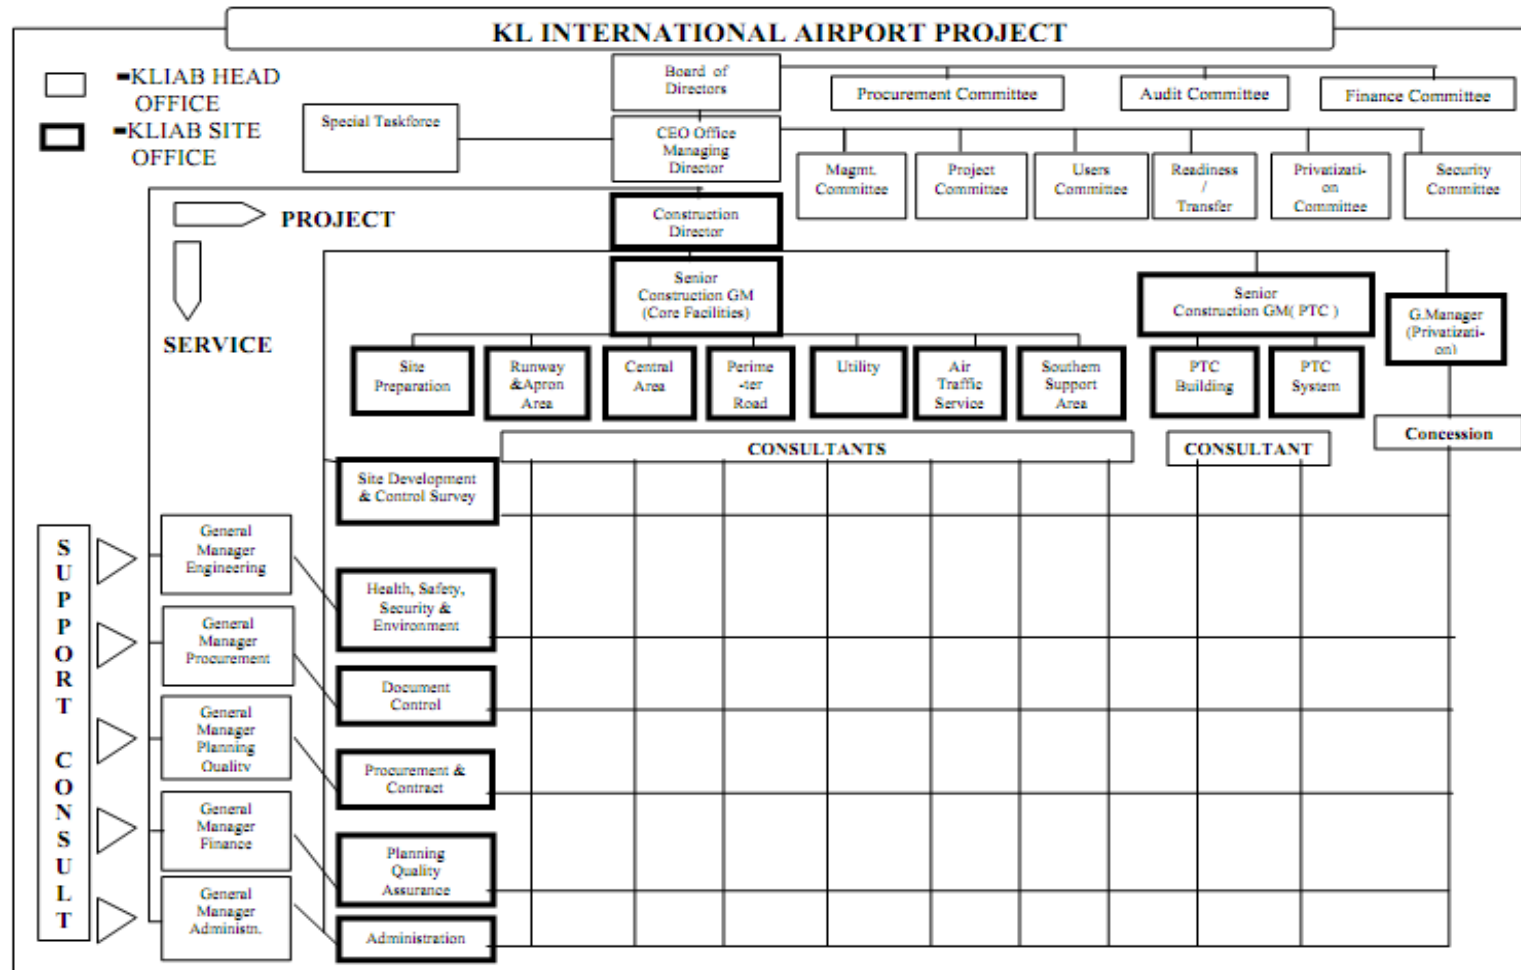 KL INTERNATIONAL AIRPORT PROJECT
=KLIAB HEAD
OFFICE
=KLIAB SITE
OFFICE
Board of
Directors
Procurement Committee
Audit Committee
Finance Committee
Special Taskforce
CEO Office
Managing
Director
Magmt.
Committee
Project
Committee
Users
Committee
Readiness
/
Transfer
Privatizati-
on
Committee
Security
Committee
PROJECT
SERVICE
Construction
Director
Senior
Construction GM
(Core Facilities)
Senior
Construction GM( PTC )
G.Manager
(Privatizati-
on)
Site
Preparation
Runway
&Apron
Area
Central
Area
Perime
-ter
Road
Utility
Air
Traffic
Service
Southern
Support
Area
PTC
Building
PTC
System
CONSULTANTS
CONSULTANT
Concession
Site Development
& Control Survey
Health, Safety,
Security &
Environment
Document
Control
Procurement &
Contract
Planning
Quality
Assurance
Administration
General
Manager
Engineering
General
Manager
Procurement
General
Manager
Planning
Quality
General
Manager
Finance
General
Manager
Administn.
SUPPORT CONSULT